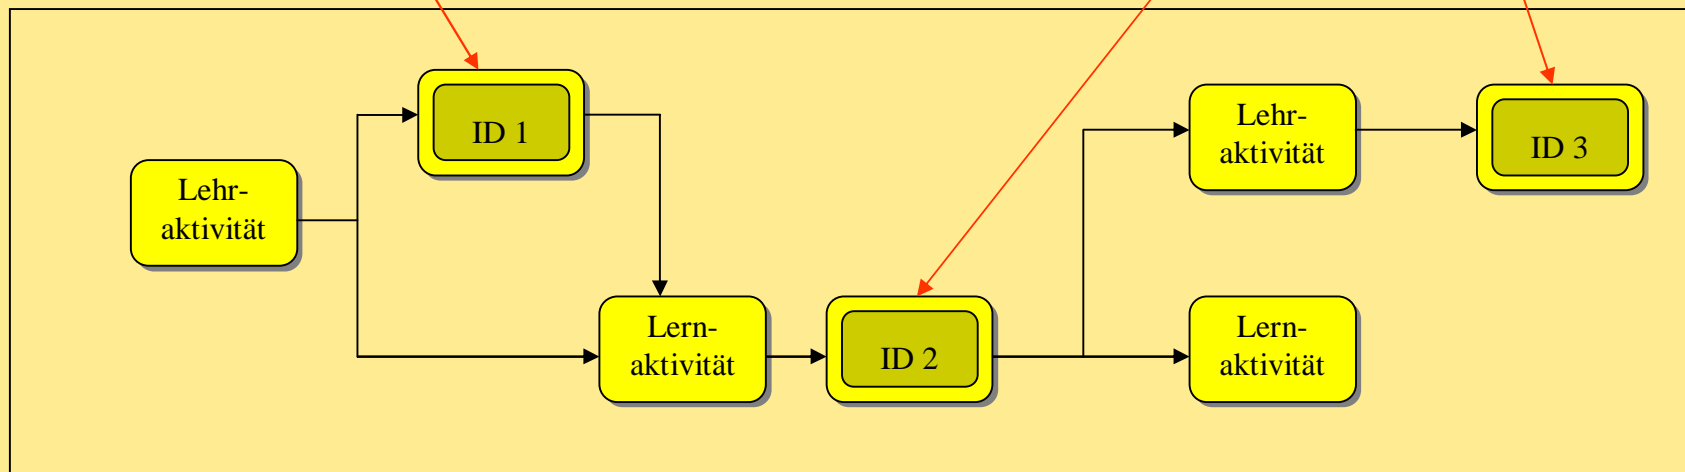 Lehr-
aktivität
ID 1
Lern-
aktivität
ID 2
Lehr-
aktivität
ID 3
Lern-
aktivität